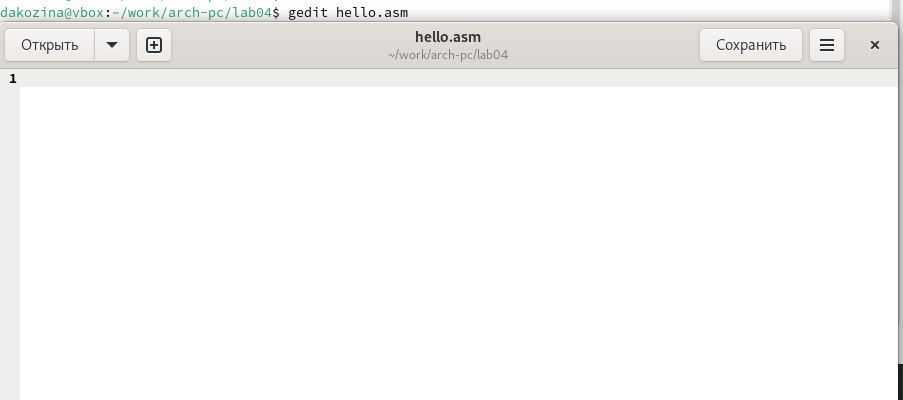 dakozina@vbox:~/work/arch-pc/lab04$ gedit hello.asm
Открыть
hello.asm
~/work/arch-pc/lab04
Сохранить
1